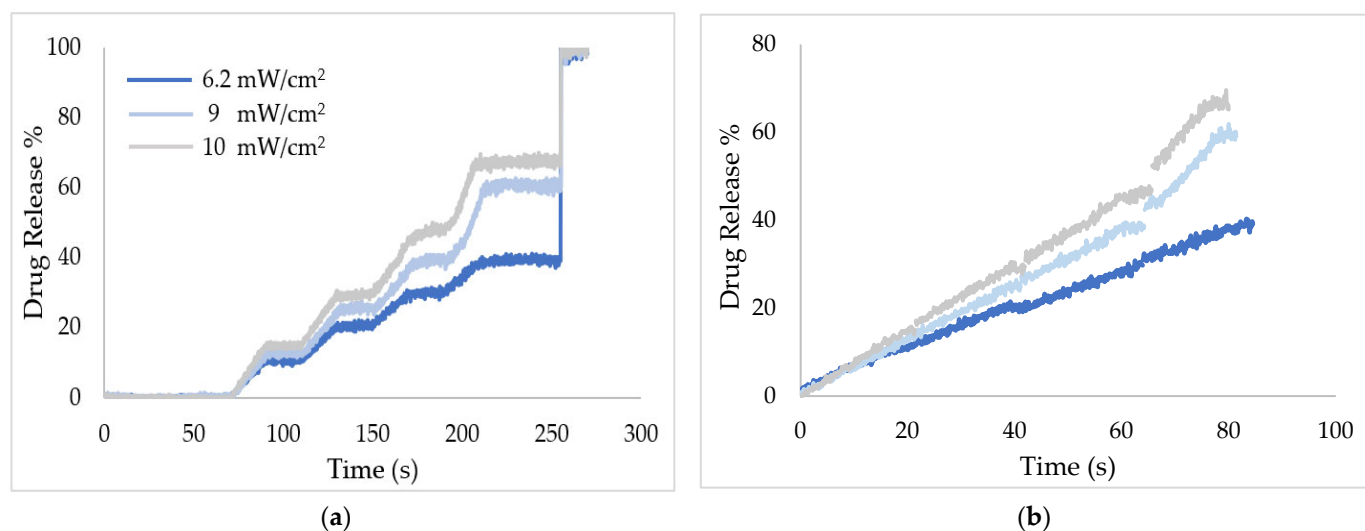 100
80
60
40
20
0
Drug Release %
6.2 mW/cm²
9 mW/cm²
10 mW/cm²
0 50 100 150 200 250 300
Time (s)
(a)
80
60
40
20
0
Drug Release %
0 20 40 60 80 100
Time (s)
(b)